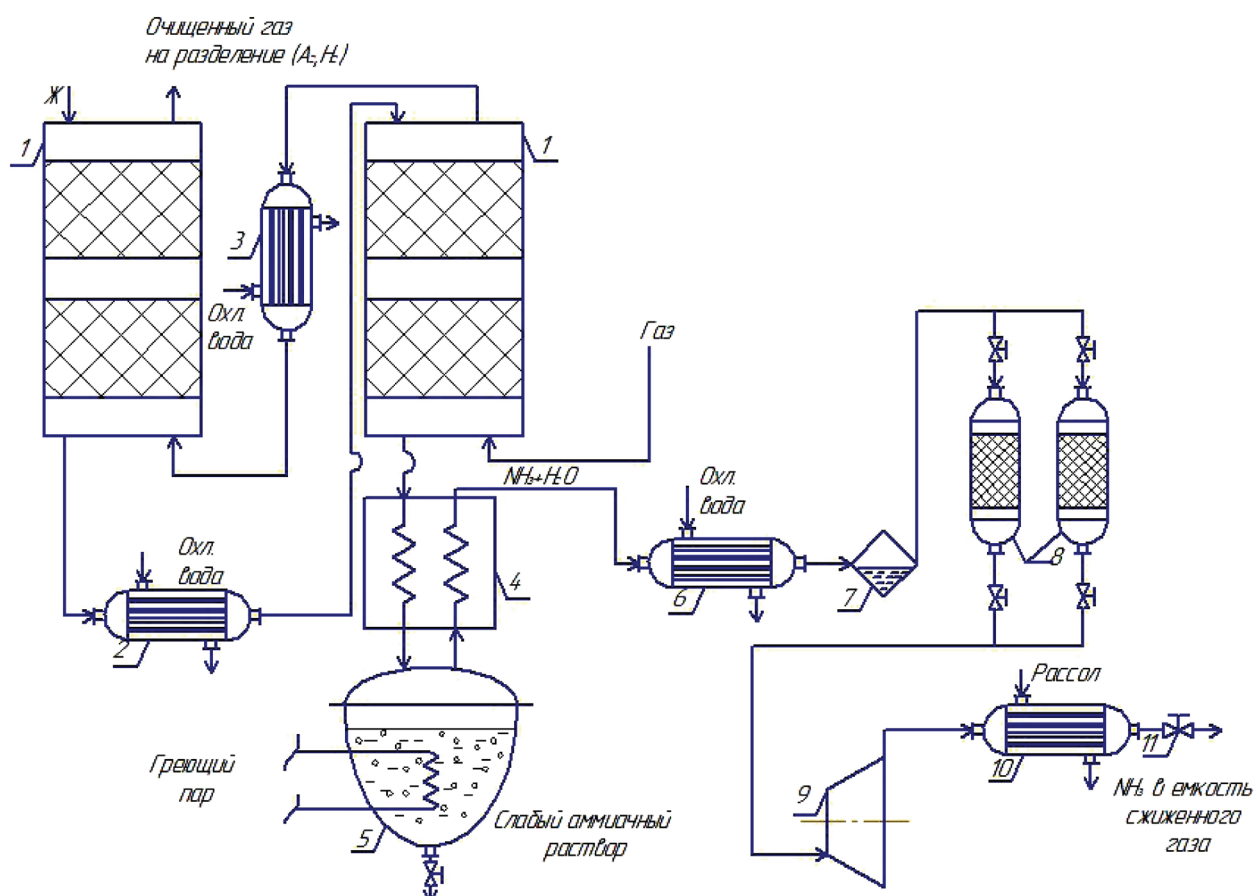 Очищенный газ
на разделение (A₂,H₂)
Ж
1
1
3
Охл.
вода
Газ
NH₃+H₂O
Охл.
вода
8
Охл.
вода
4
6
7
2
Рассол
Греющий
пар
9
10
11
5
Слабый аммиачный
раствор
NH₃ в емкость
сжиженного
газа